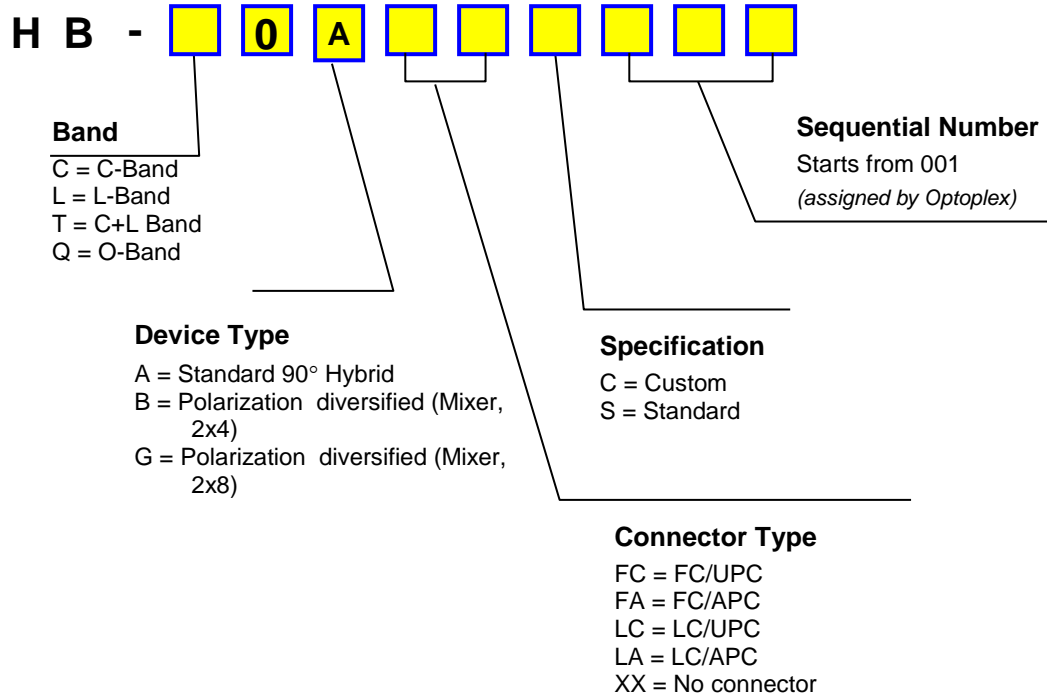 H B - 0 A
Band
C = C-Band
L = L-Band
T = C+L Band
Q = O-Band
Sequential Number
Starts from 001
(assigned by Optoplex)
Device Type
A = Standard 90° Hybrid
B = Polarization diversified (Mixer,
2x4)
G = Polarization diversified (Mixer,
2x8)
Specification
C = Custom
S = Standard
Connector Type
FC = FC/UPC
FA = FC/APC
LC = LC/UPC
LA = LC/APC
XX = No connector